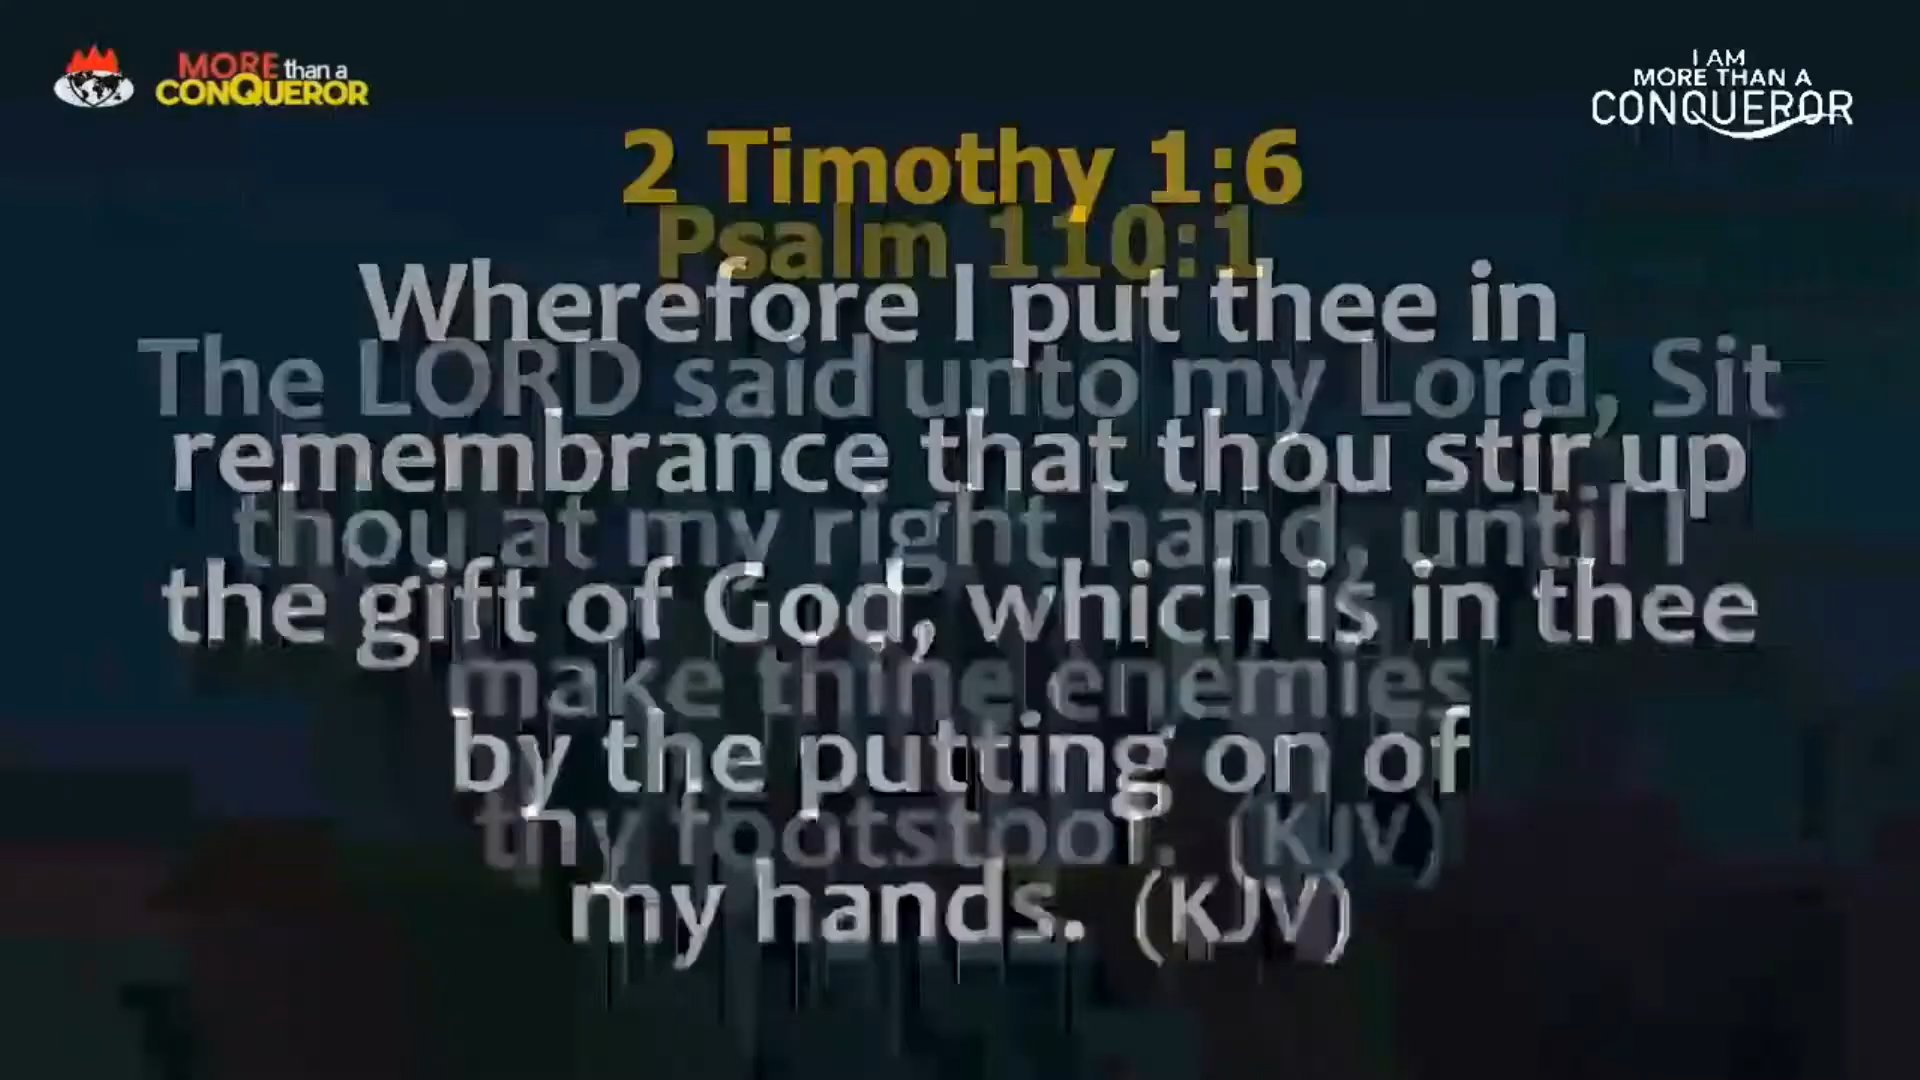 MORE than a
CONQUEROR
I AM
MORE THAN A
CONQUEROR
2 Timothy 1:6
Wherefore I put thee in
remembrance that thou stir up
the gift of God, which is in thee
by the putting on of
my hands. (KJV)
Psalm 110:1
The LORD said unto my Lord, Sit
thou at my right hand, until I
make thine enemies
thy footstool. (KJV)